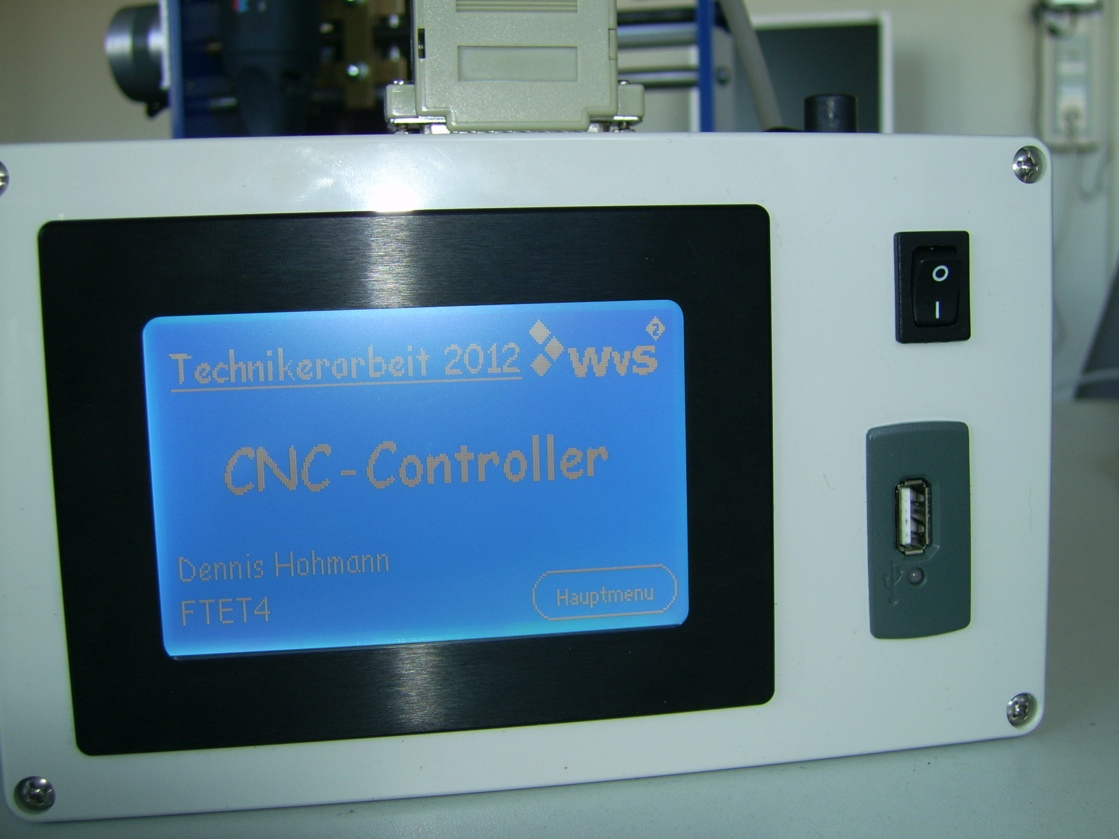 Technikerarbeit 2012
WvS
2
CNC-Controller
Dennis Hohmann
FTET4
Hauptmenu
O
I